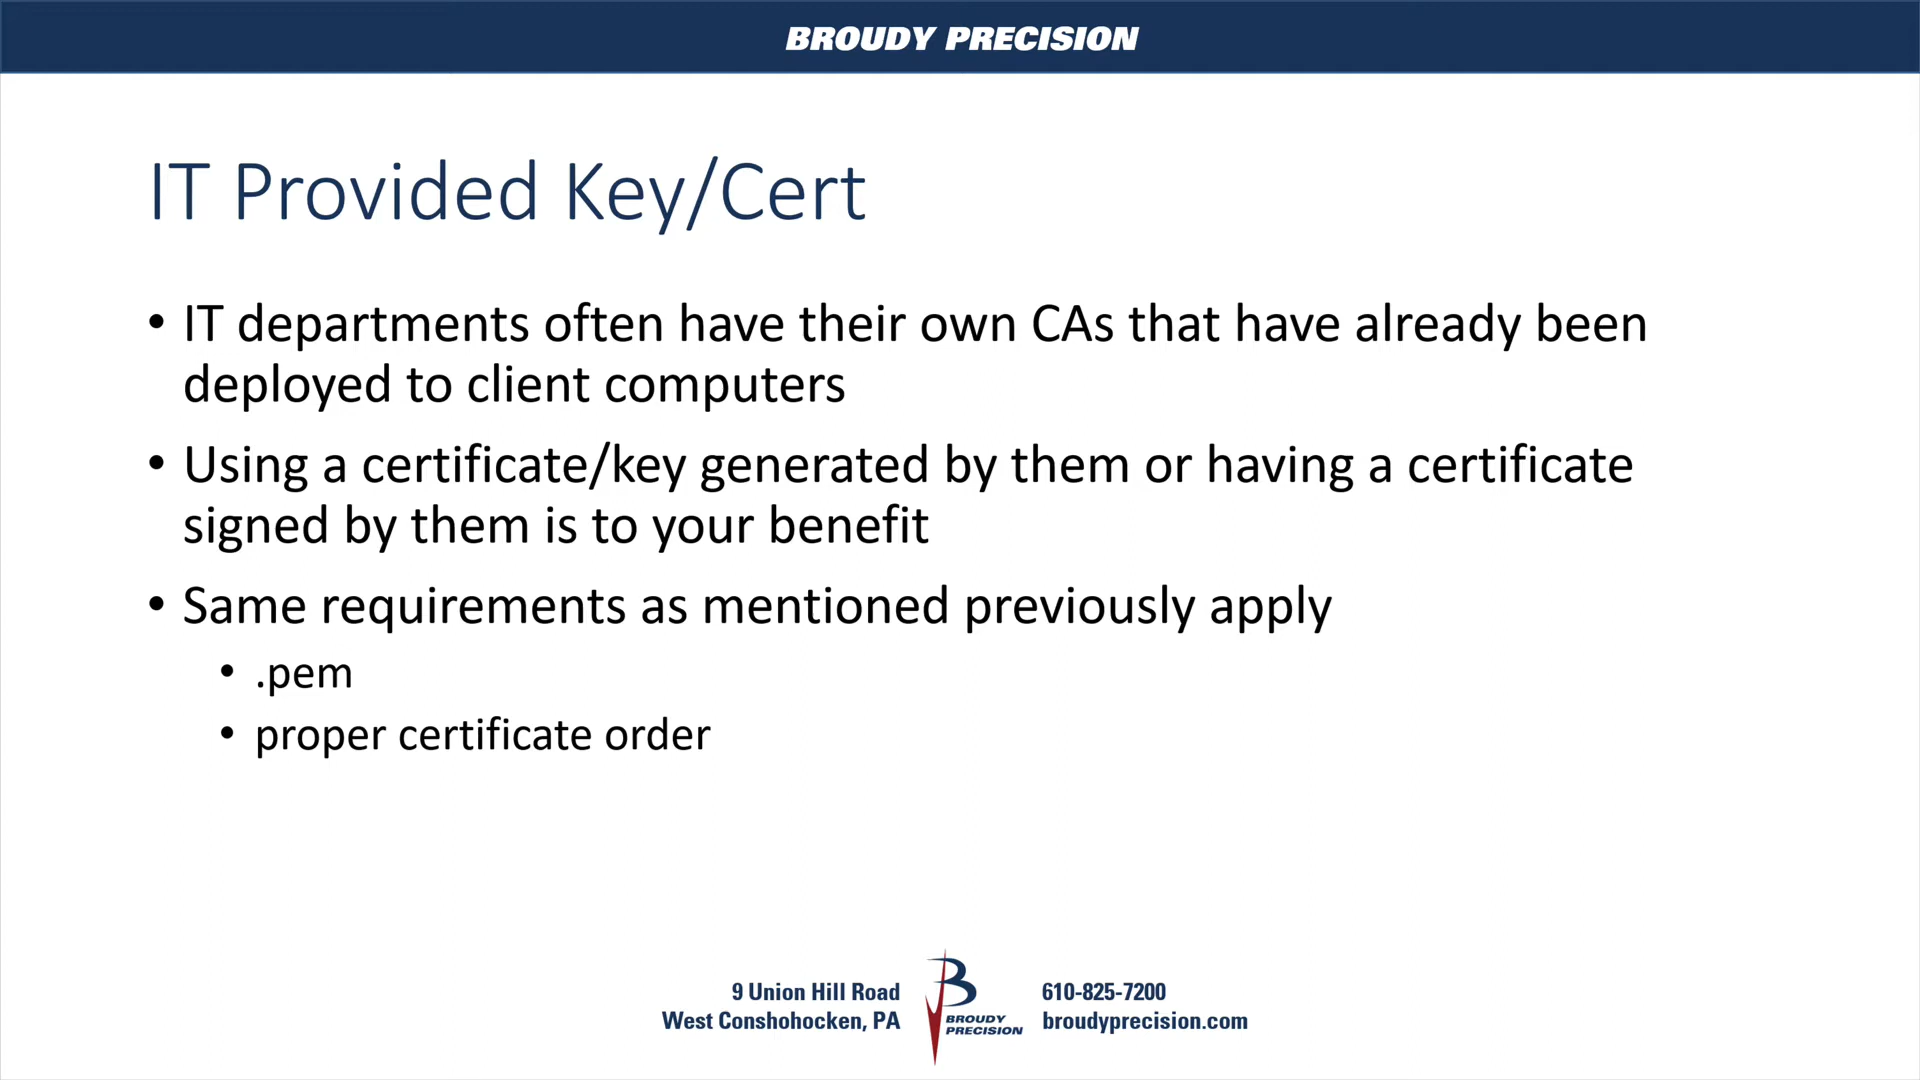 BROUDY PRECISION
IT Provided Key/Cert
• IT departments often have their own CAs that have already been
deployed to client computers
• Using a certificate/key generated by them or having a certificate
signed by them is to your benefit
• Same requirements as mentioned previously apply
• .pem
• proper certificate order
9 Union Hill Road
West Conshohocken, PA
B
BROUDY
PRECISION
610-825-7200
broudyprecision.com